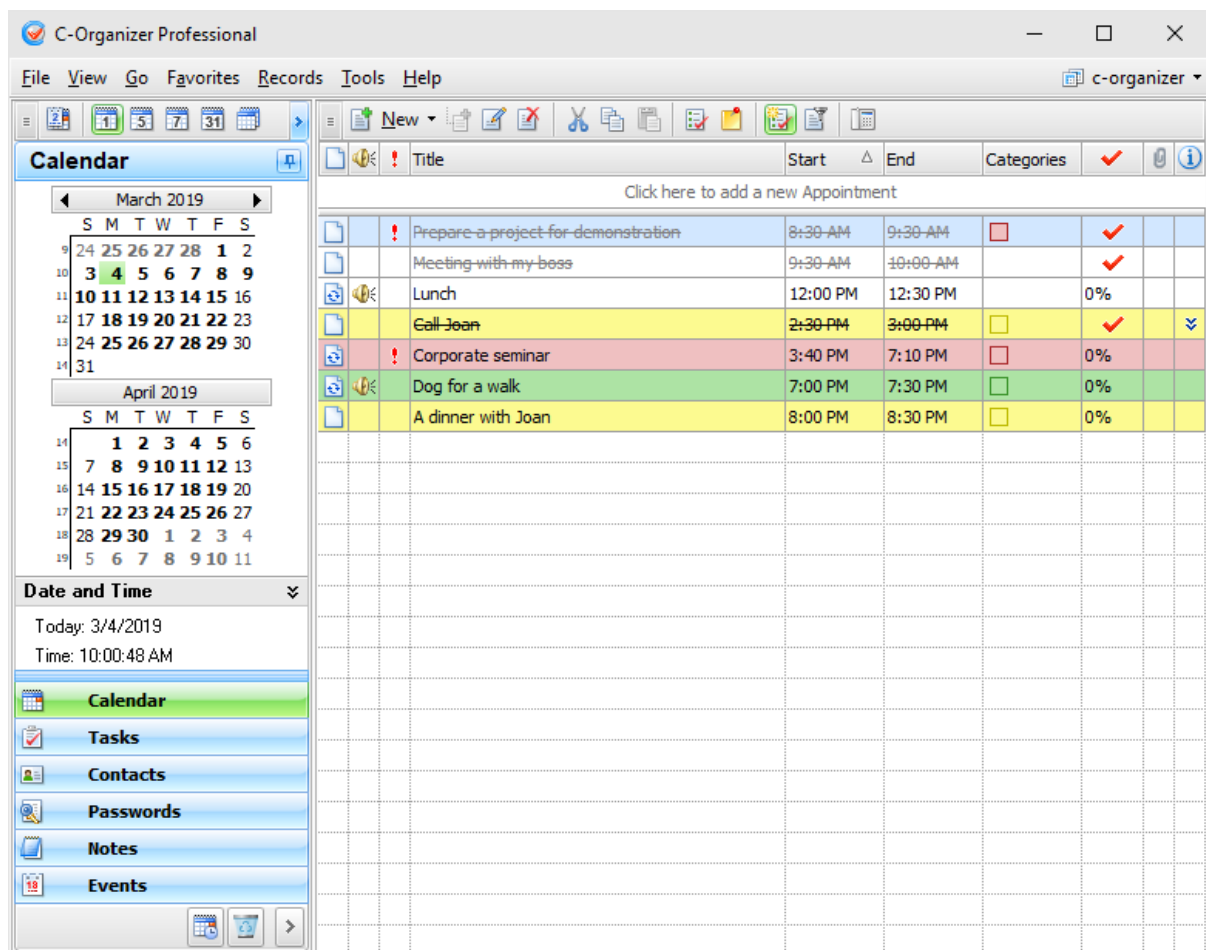 C-Organizer Professional
File View Go Favorites Records Tools Help c-organizer
2 1 5 7 31 New
Calendar
Title Start End Categories
Click here to add a new Appointment
March 2019
S M T W T F S
9 24 25 26 27 28 1 2
10 3 4 5 6 7 8 9
11 10 11 12 13 14 15 16
12 17 18 19 20 21 22 23
13 24 25 26 27 28 29 30
14 31
April 2019
S M T W T F S
14 1 2 3 4 5 6
15 7 8 9 10 11 12 13
16 14 15 16 17 18 19 20
17 21 22 23 24 25 26 27
18 28 29 30 1 2 3 4
19 5 6 7 8 9 10 11
Date and Time
Today: 3/4/2019
Time: 10:00:48 AM
Calendar
Tasks
Contacts
Passwords
Notes
18 Events
! Prepare a project for demonstration 8:30 AM 9:30 AM
Meeting with my boss 9:30 AM 10:00 AM
Lunch 12:00 PM 12:30 PM 0%
Call Joan 2:30 PM 3:00 PM
! Corporate seminar 3:40 PM 7:10 PM 0%
Dog for a walk 7:00 PM 7:30 PM 0%
A dinner with Joan 8:00 PM 8:30 PM 0%